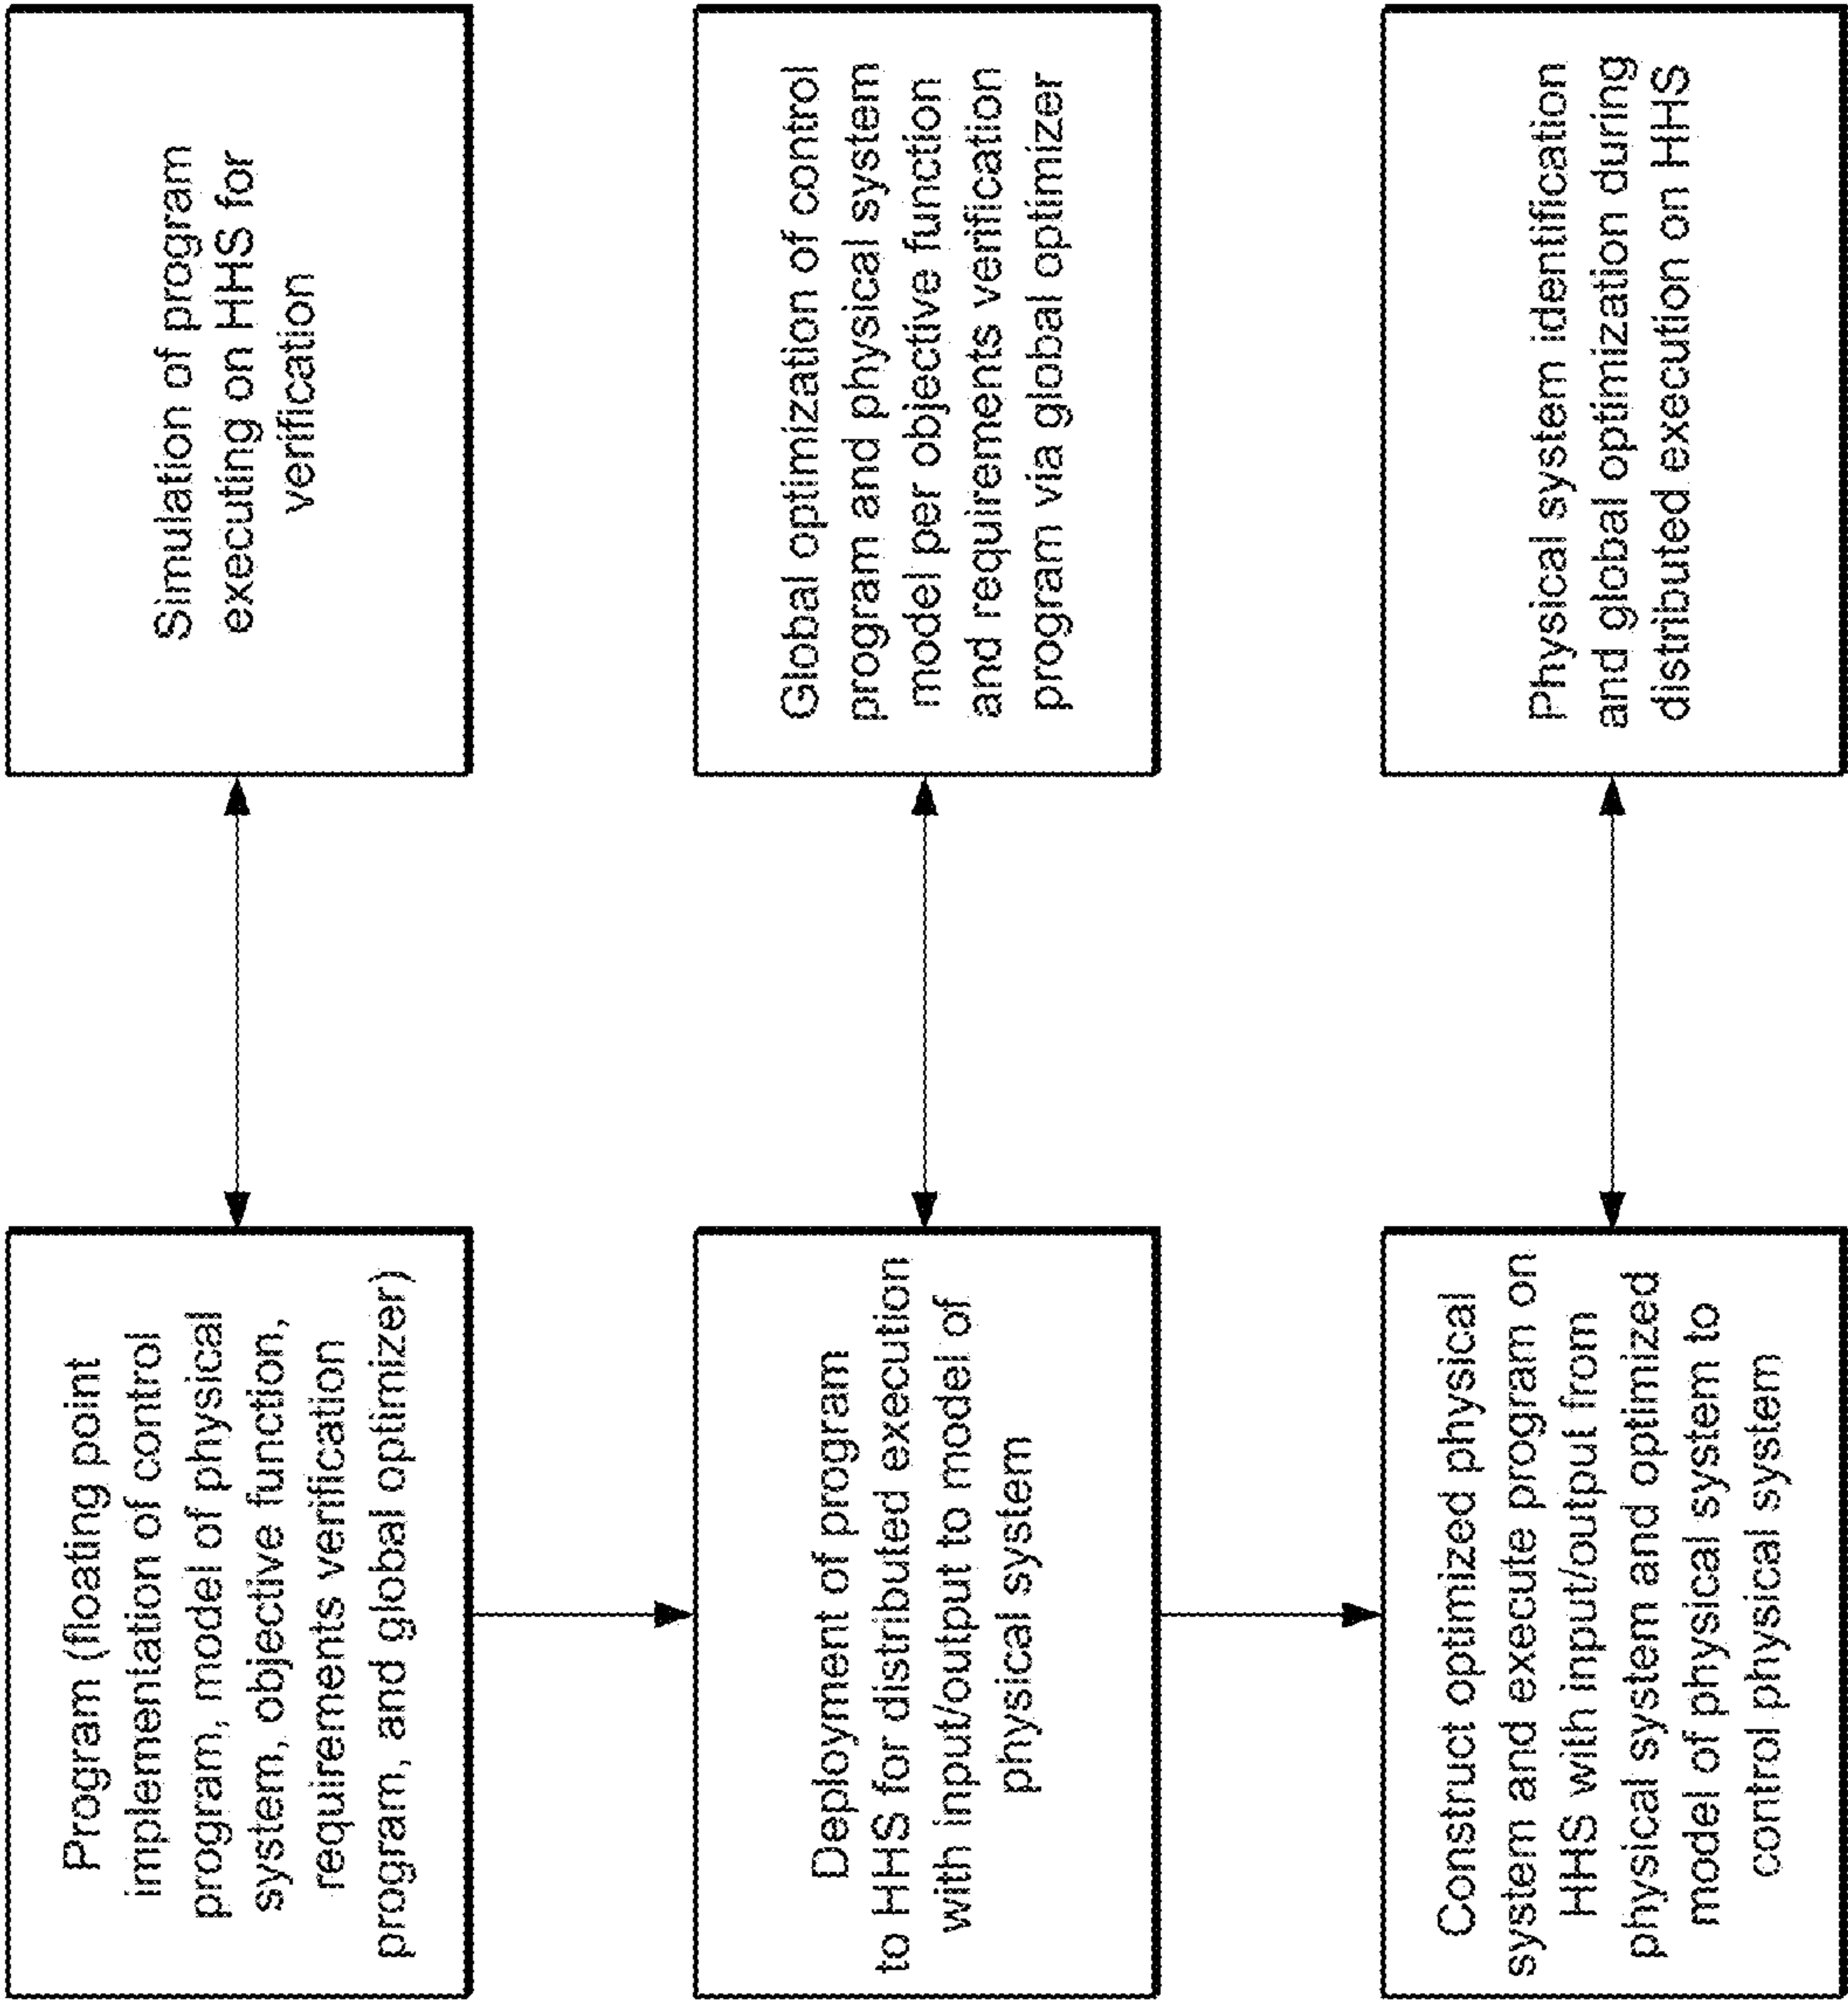 Program (floating point
implementation of control
program, model of physical
system, objective function,
requirements verification
program, and global optimizer)
Simulation of program
executing on HHS for
verification
Deployment of program
to HHS for distributed execution
with input/output to model of
physical system
Global optimization of control
program and physical system
model per objective function
and requirements verification
program via global optimizer
Construct optimized physical
system and execute program on
HHS with input/output from
physical system and optimized
model of physical system to
control physical system
Physical system identification
and global optimization during
distributed execution on HHS